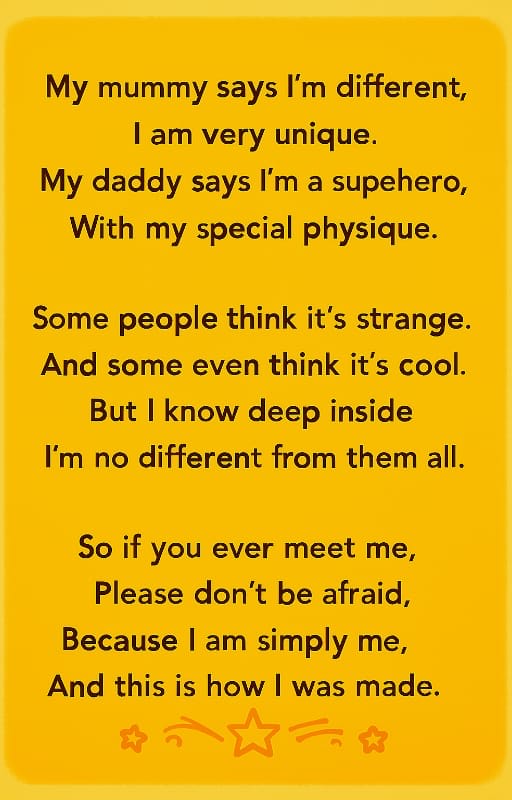 My mummy says I'm different,
I am very unique.
My daddy says I'm a supehero,
With my special physique.
Some people think it's strange.
And some even think it's cool.
But I know deep inside
I'm no different from them all.
So if you ever meet me,
Please don't be afraid,
Because I am simply me,
And this is how I was made.